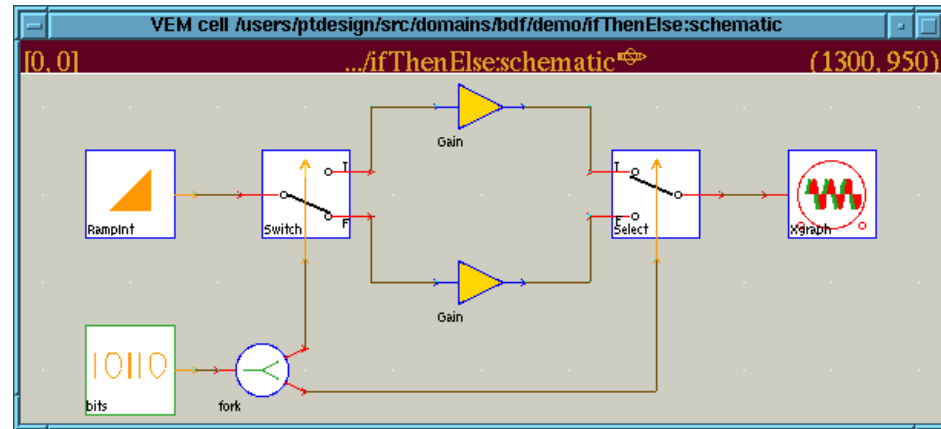 VEM cell /users/ptdesign/src/domains/bdf/demo/ifThenElse:schematic
[0, 0] .../ifThenElse:schematic (1300, 950)
Gain
T T
RampInt Switch F F Select Xgraph
Gain
10110
bits fork